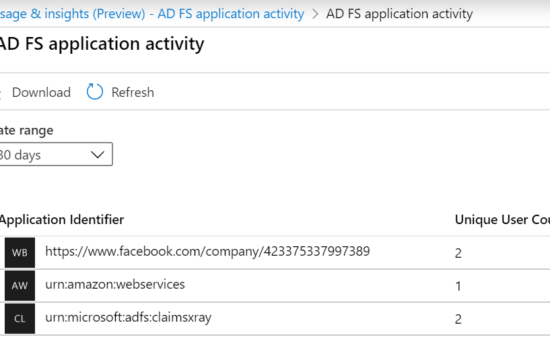 sage & insights (Preview) - AD FS application activity > AD FS application activity
AD FS application activity
Download Refresh
ate range
30 days
Application Identifier Unique User Cou
WB https://www.facebook.com/company/423375337997389 2
AW urn:amazon:webservices 1
CL urn:microsoft:adfs:claimsxray 2